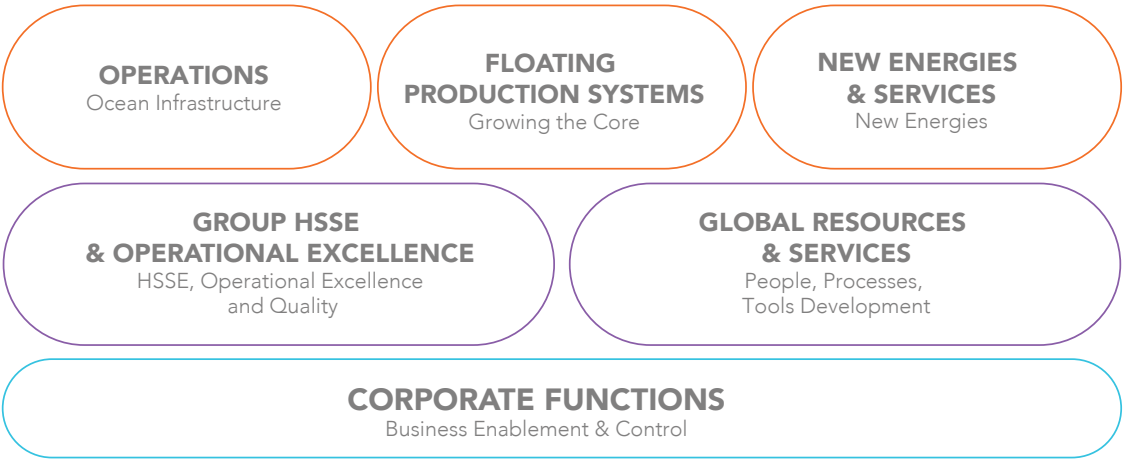 OPERATIONS
Ocean Infrastructure
FLOATING
PRODUCTION SYSTEMS
Growing the Core
NEW ENERGIES
& SERVICES
New Energies
GROUP HSSE
& OPERATIONAL EXCELLENCE
HSSE, Operational Excellence
and Quality
GLOBAL RESOURCES
& SERVICES
People, Processes,
Tools Development
CORPORATE FUNCTIONS
Business Enablement & Control